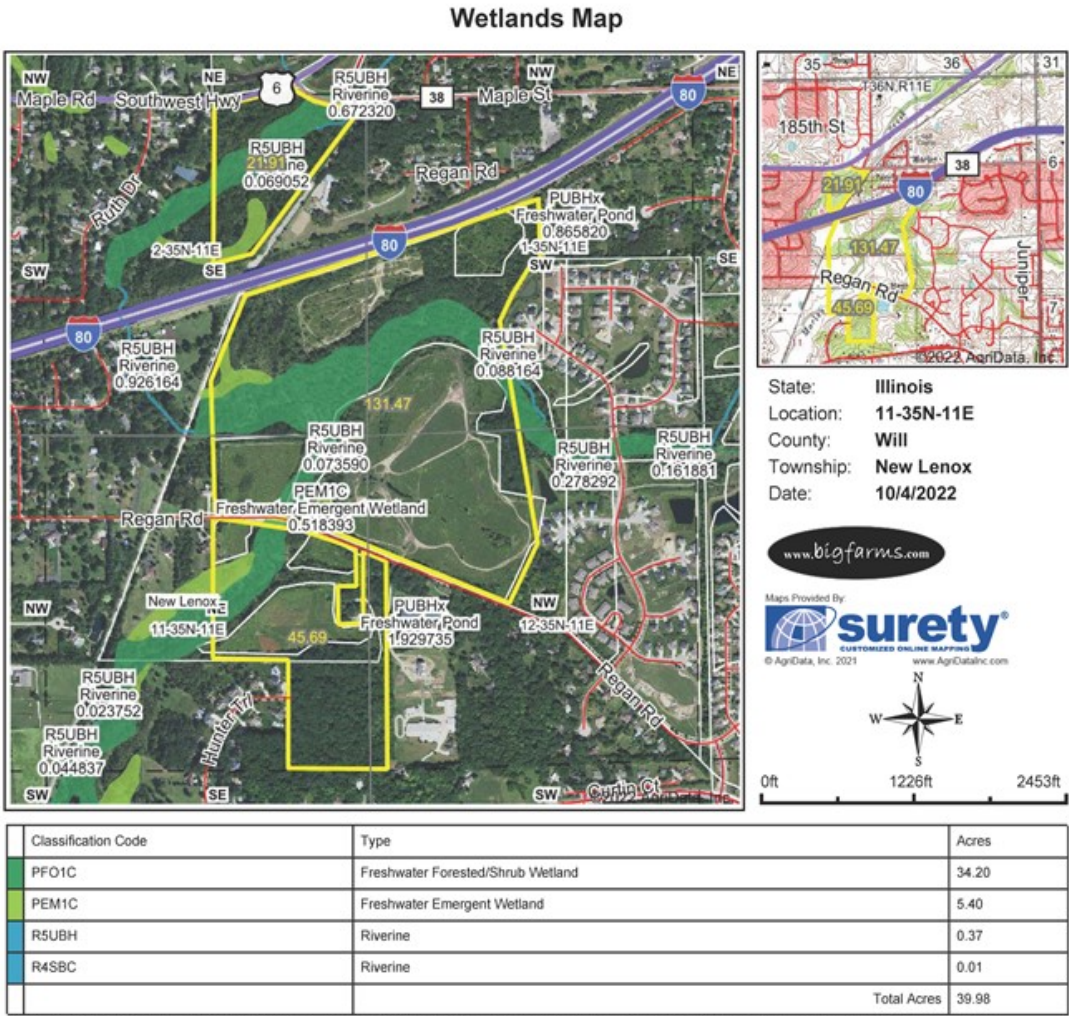 Wetlands Map
NW
NE
6
R5UBH
Riverine
0.672320
NW
NE
Maple Rd
Southwest Hwy
38
Maple St
80
R5UBH
21.91
ine
0.069052
Regan Rd
Ruth Dr
PUBHx
Freshwater Pond
0.865820
1-35N-11E
2-35N-11E
SW
SE
80
SW
SE
80
R5UBH
Riverine
0.926164
R5UBH
Riverine
0.088164
131.47
R5UBH
Riverine
0.073590
R5UBH
Riverine
0.278292
R5UBH
Riverine
0.161881
PEM1C
Freshwater Emergent Wetland
0.518393
Regan Rd
NW
New Lenox
NE
11-35N-11E
45.69
PUBHx
Freshwater Pond
1.929735
NW
12-35N-11E
R5UBH
Riverine
0.023752
R5UBH
Riverine
0.044837
Hunter Trl
Regan Rd
SW
SE
SW
Curtin Ct
©2022 AgriData, Inc.
35
36
31
T36N,R11E
185th St
38
6
21.91
80
131.47
Regan Rd
Juniper
45.69
7
©2022 AgriData, Inc.
State: Illinois
Location: 11-35N-11E
County: Will
Township: New Lenox
Date: 10/4/2022
www.bigfarms.com
Maps Provided By:
surety®
CUSTOMIZED ONLINE MAPPING
© AgriData, Inc. 2021 www.AgriDataInc.com
N
W
E
S
0ft 1226ft 2453ft
Classification Code Type Acres
PFO1C Freshwater Forested/Shrub Wetland 34.20
PEM1C Freshwater Emergent Wetland 5.40
R5UBH Riverine 0.37
R4SBC Riverine 0.01
Total Acres 39.98